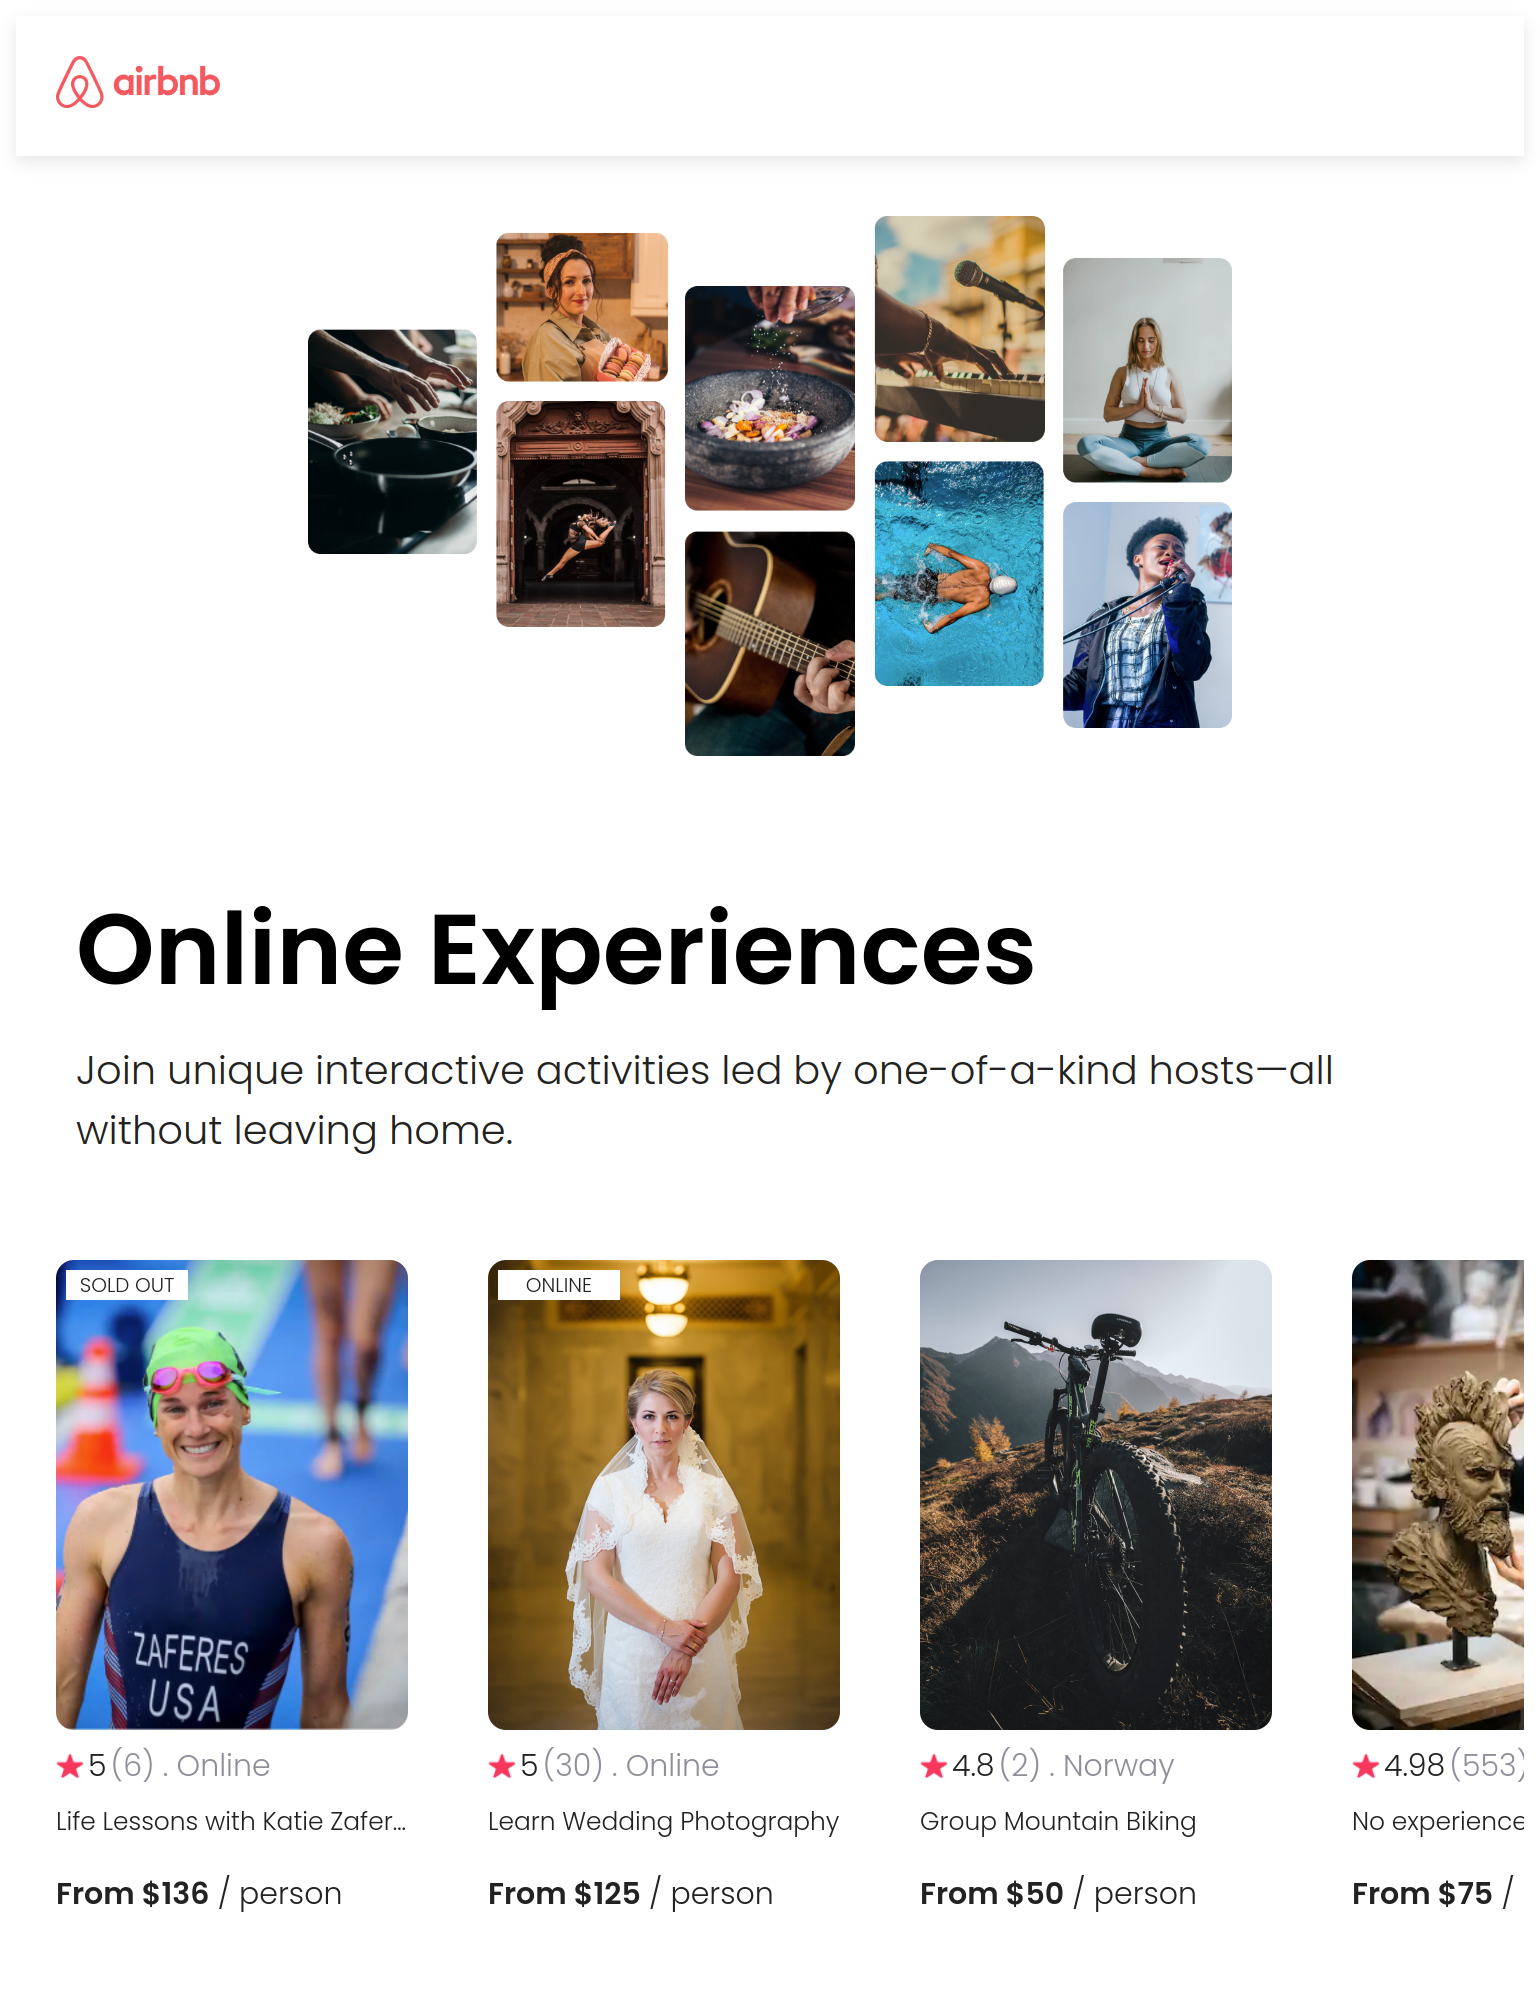 airbnb
Online Experiences
Join unique interactive activities led by one-of-a-kind hosts—all
without leaving home.
SOLD OUT
ZAFERES
USA
5 (6) . Online
Life Lessons with Katie Zafer...
From $136 / person
ONLINE
5 (30) . Online
Learn Wedding Photography
From $125 / person
4.8 (2) . Norway
Group Mountain Biking
From $50 / person
4.98 (553)
No experience
From $75 /